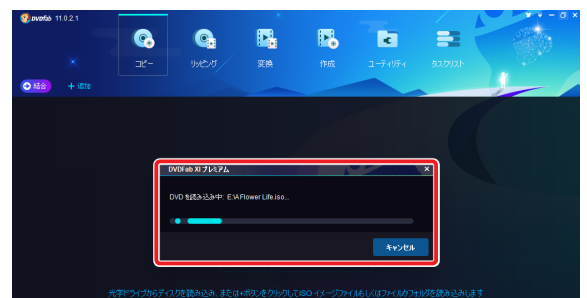 DVDFab 11.0.2.1
コピー
リッピング
変換
作成
ユーティリティ
タスクリスト
結合
+ 追加
DVDFab XI プレミアム
DVD を読み込み中: E:\A Flower Life.iso...
キャンセル
光学ドライブからディスクを読み込み、または+ボタンをクリックしてISO イメージファイルもしくはファイルのフォルダを読み込みします